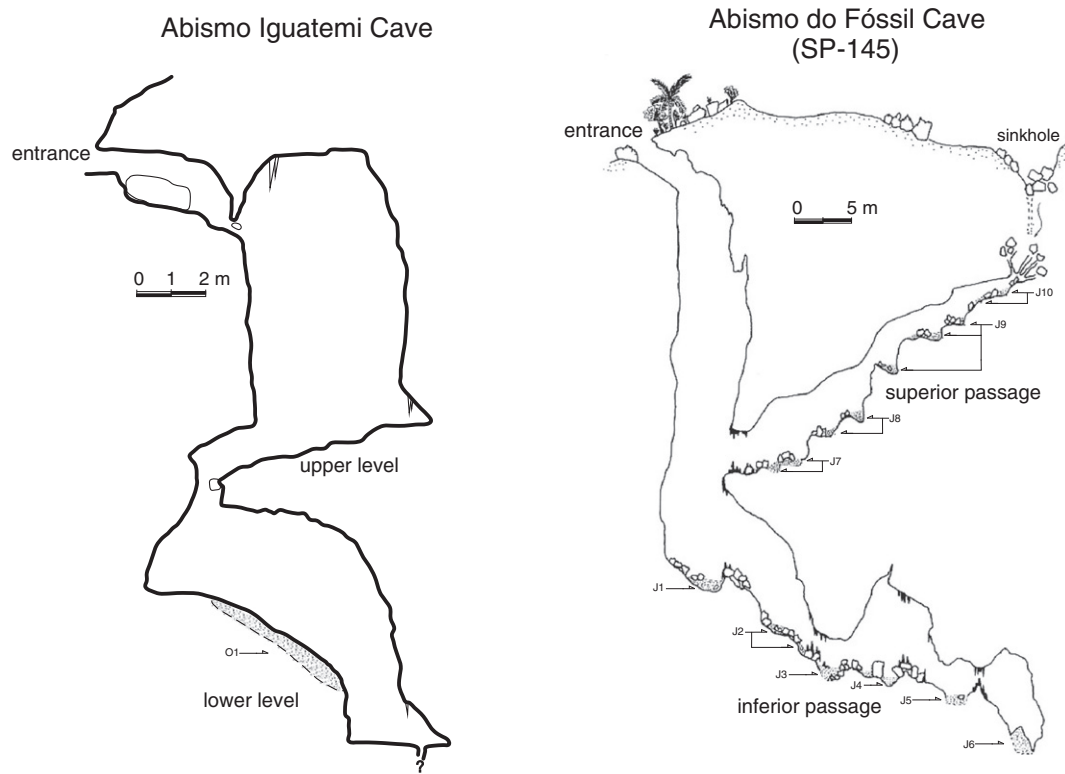 Abismo Iguatemi Cave
entrance
0 1 2 m
upper level
O1
lower level
?
Abismo do Fóssil Cave
(SP-145)
entrance
sinkhole
0 5 m
J10
J9
superior passage
J8
J7
J1
J2
J3
J4
J5
inferior passage
J6